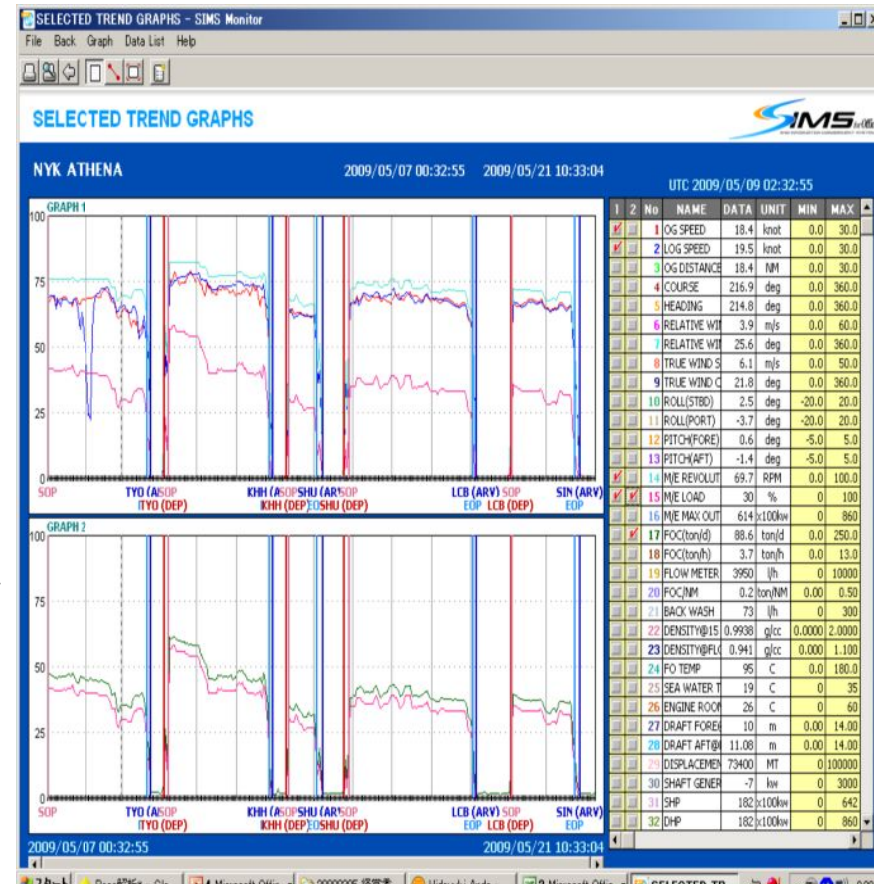 SELECTED TREND GRAPHS - SIMS Monitor
File Back Graph Data List Help
SELECTED TREND GRAPHS
SIMS
NYK ATHENA
2009/05/07 00:32:55 2009/05/21 10:33:04
UTC 2009/05/09 02:32:55
GRAPH 1
100
75
50
25
0
SOP TYO (A SOP KHH (A SOP SHU (AR SOP LCB (ARV) SOP SIN (ARV)
TYO (DEP) KHH (DEP) EO SHU (DEP) EOP LCB (DEP) EOP
GRAPH 2
100
75
50
25
0
SOP TYO (A SOP KHH (A SOP SHU (AR SOP LCB (ARV) SOP SIN (ARV)
TYO (DEP) KHH (DEP) EO SHU (DEP) EOP LCB (DEP) EOP
2009/05/07 00:32:55 2009/05/21 10:33:04
1 2 No NAME DATA UNIT MIN MAX
1 OG SPEED 18.4 knot 0.0 30.0
2 LOG SPEED 19.5 knot 0.0 30.0
3 OG DISTANCE 18.4 NM 0.0 30.0
4 COURSE 216.9 deg 0.0 360.0
5 HEADING 214.8 deg 0.0 360.0
6 RELATIVE WI 3.9 m/s 0.0 60.0
7 RELATIVE WI 25.6 deg 0.0 360.0
8 TRUE WIND S 6.1 m/s 0.0 50.0
9 TRUE WIND 21.8 deg 0.0 360.0
10 ROLL(STBD) 2.5 deg -20.0 20.0
11 ROLL(PORT) -3.7 deg -20.0 20.0
12 PITCH(FORE) 0.6 deg -5.0 5.0
13 PITCH(AFT) -1.4 deg -5.0 5.0
14 M/E REVOLUT 69.7 RPM 0.0 100.0
15 M/E LOAD 30 % 0 100
16 M/E MAX OUT 614 x100kw 0 860
17 FOC(ton/d) 88.6 ton/d 0.0 250.0
18 FOC(ton/h) 3.7 ton/h 0.0 13.0
19 FLOW METER 3950 l/h 0 10000
20 FOC/NM 0.2 ton/NM 0.00 0.50
21 BACK WASH 73 l/h 0 300
22 DENSITY@15 0.9938 g/cc 0.0000 2.0000
23 DENSITY@FL 0.941 g/cc 0.000 1.100
24 FO TEMP 95 C 0.0 180.0
25 SEA WATER T 19 C 0 35
26 ENGINE ROO 26 C 0 60
27 DRAFT FORE 10 m 0.00 14.00
28 DRAFT AFT@ 11.08 m 0.00 14.00
29 DISPLACEMEN 73400 MT 0 100000
30 SHAFT GENER -7 kw 0 3000
31 SHP 182 x100kw 0 642
32 DHP 182 x100kw 0 860